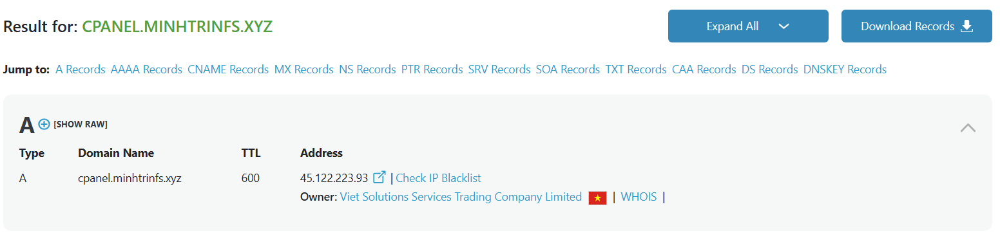 Result for: CPANEL.MINHTRINFS.XYZ
Expand All
Download Records
Jump to: A Records AAAA Records CNAME Records MX Records NS Records PTR Records SRV Records SOA Records TXT Records CAA Records DS Records DNSKEY Records
A [SHOW RAW]
Type Domain Name TTL Address
A cpanel.minhtrinfs.xyz 600 45.122.223.93 | Check IP Blacklist
Owner: Viet Solutions Services Trading Company Limited | WHOIS |